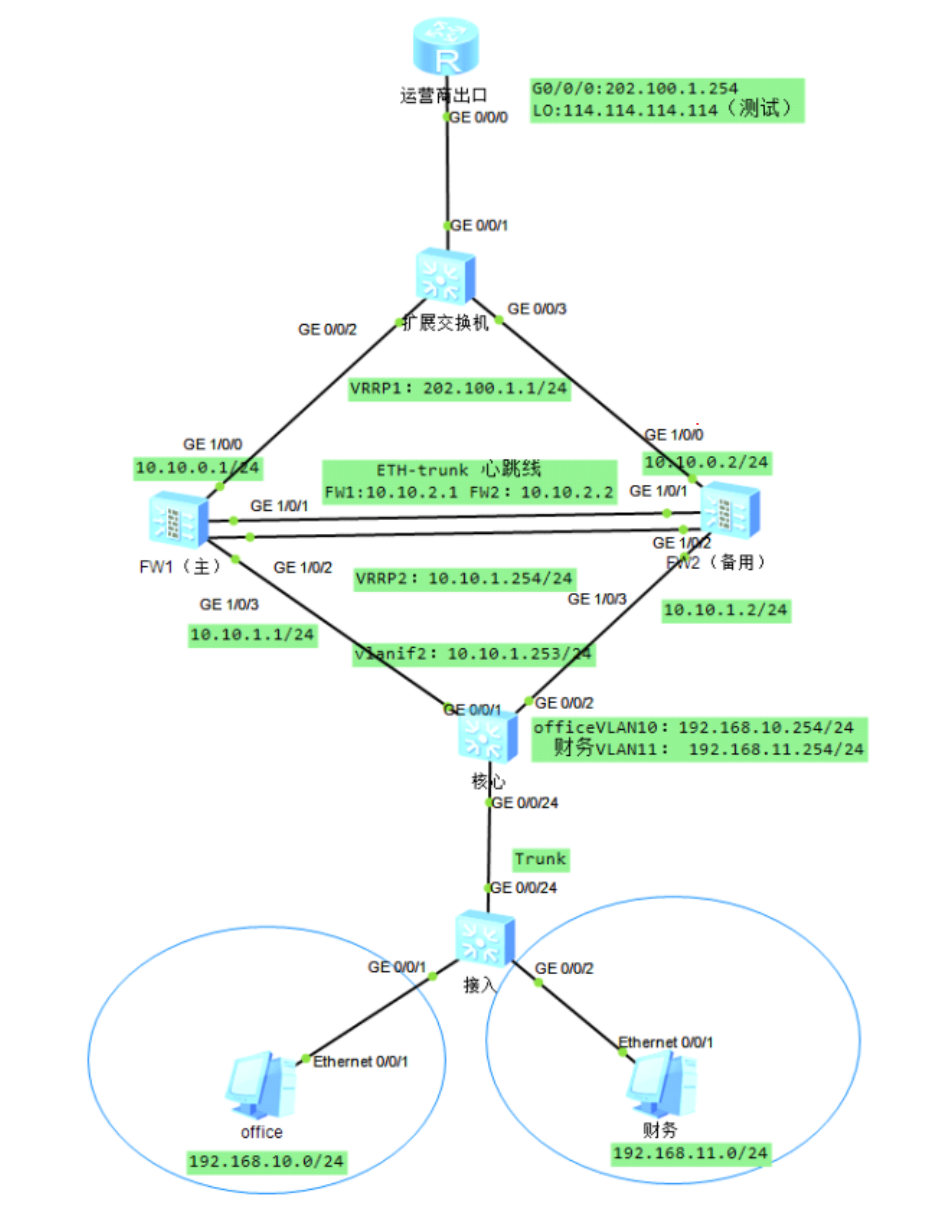 R
运营商出口
G0/0/0:202.100.1.254
LO:114.114.114.114（测试）
GE 0/0/0
GE 0/0/1
扩展交换机
GE 0/0/2
GE 0/0/3
VRRP1：202.100.1.1/24
GE 1/0/0
10.10.0.1/24
GE 1/0/0
10.10.0.2/24
ETH-trunk 心跳线
FW1:10.10.2.1 FW2：10.10.2.2
GE 1/0/1
GE 1/0/1
FW1（主）
GE 1/0/2
GE 1/0/2
FW2（备用）
VRRP2：10.10.1.254/24
GE 1/0/3
10.10.1.1/24
GE 1/0/3
10.10.1.2/24
vlanif2：10.10.1.253/24
GE 0/0/1
GE 0/0/2
officeVLAN10：192.168.10.254/24
财务VLAN11： 192.168.11.254/24
核心
GE 0/0/24
Trunk
GE 0/0/24
接入
GE 0/0/1
GE 0/0/2
Ethernet 0/0/1
Ethernet 0/0/1
office
192.168.10.0/24
财务
192.168.11.0/24